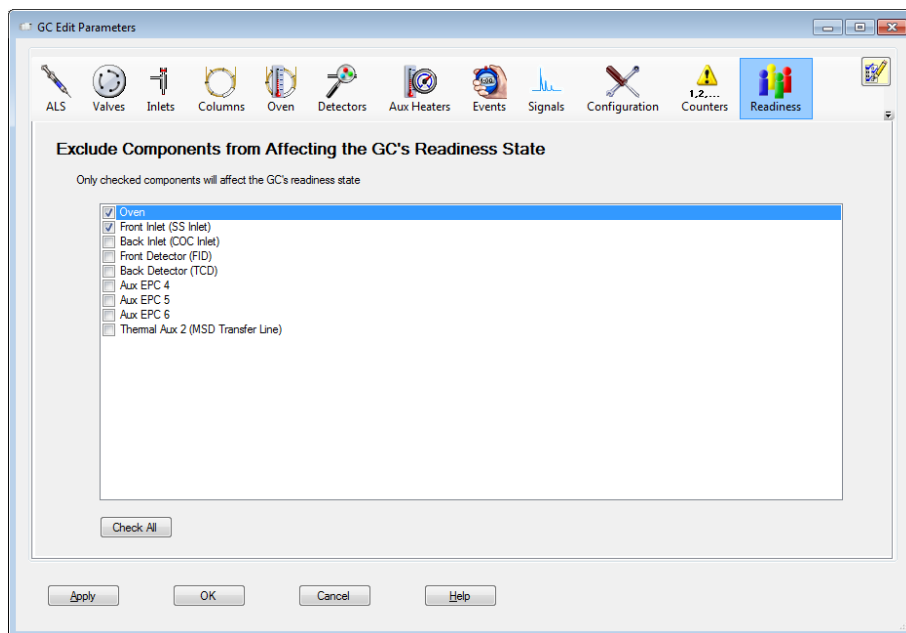 GC Edit Parameters
ALS Valves Inlets Columns Oven Detectors Aux Heaters Events Signals Configuration 1,2,... Counters Readiness
Exclude Components from Affecting the GC's Readiness State
Only checked components will affect the GC's readiness state
Oven
Front Inlet (SS Inlet)
Back Inlet (COC Inlet)
Front Detector (FID)
Back Detector (TCD)
Aux EPC 4
Aux EPC 5
Aux EPC 6
Thermal Aux 2 (MSD Transfer Line)
Check All
Apply OK Cancel Help